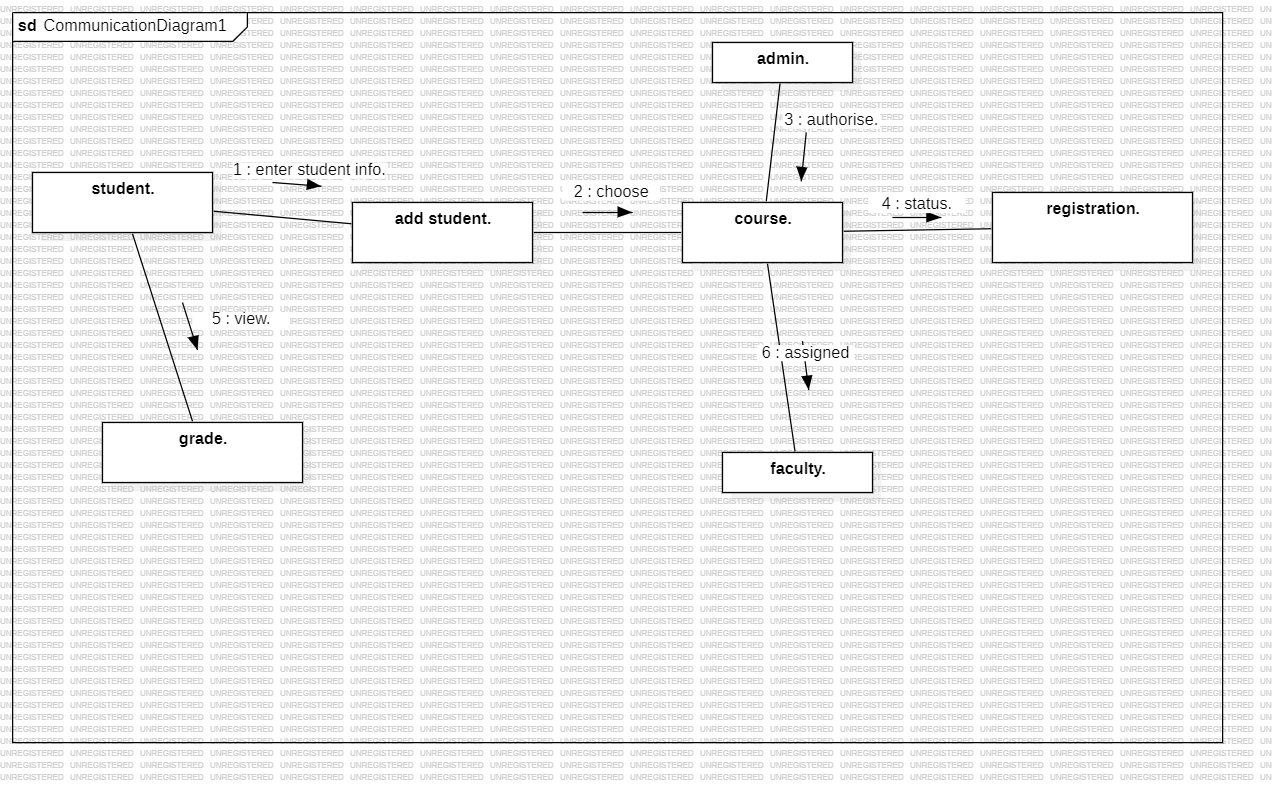 sd CommunicationDiagram1
admin.
3 : authorise.
1 : enter student info.
student.
2 : choose
add student.
course.
4 : status.
registration.
5 : view.
6 : assigned
grade.
faculty.
UNREGISTERED